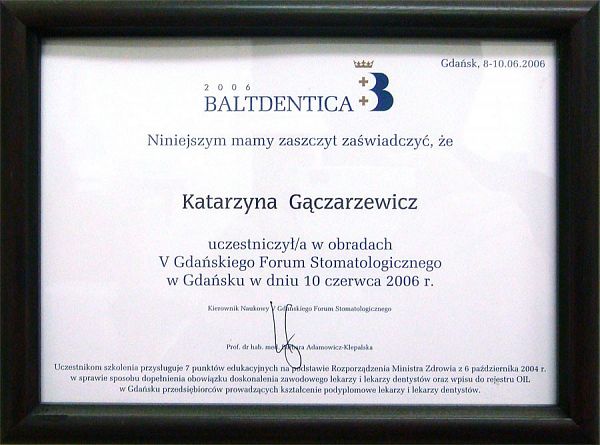 Gdańsk, 8-10.06.2006
2006
BALTDENTICA B
Niniejszym mamy zaszczyt zaświadczyć, że
Katarzyna Gączarzewicz
uczestniczył/a w obradach
V Gdańskiego Forum Stomatologicznego
w Gdańsku w dniu 10 czerwca 2006 r.
Kierownik Naukowy V Gdańskiego Forum Stomatologicznego
Prof. dr hab. med. Barbara Adamowicz-Klepalska
Uczestnikom szkolenia przysługuje 7 punktów edukacyjnych na podstawie Rozporządzenia Ministra Zdrowia z 6 października 2004 r.
w sprawie sposobu dopełnienia obowiązku doskonalenia zawodowego lekarzy i lekarzy dentystów oraz wpisu do rejestru OIL
w Gdańsku przedsiębiorców prowadzących kształcenie podyplomowe lekarzy i lekarzy dentystów.